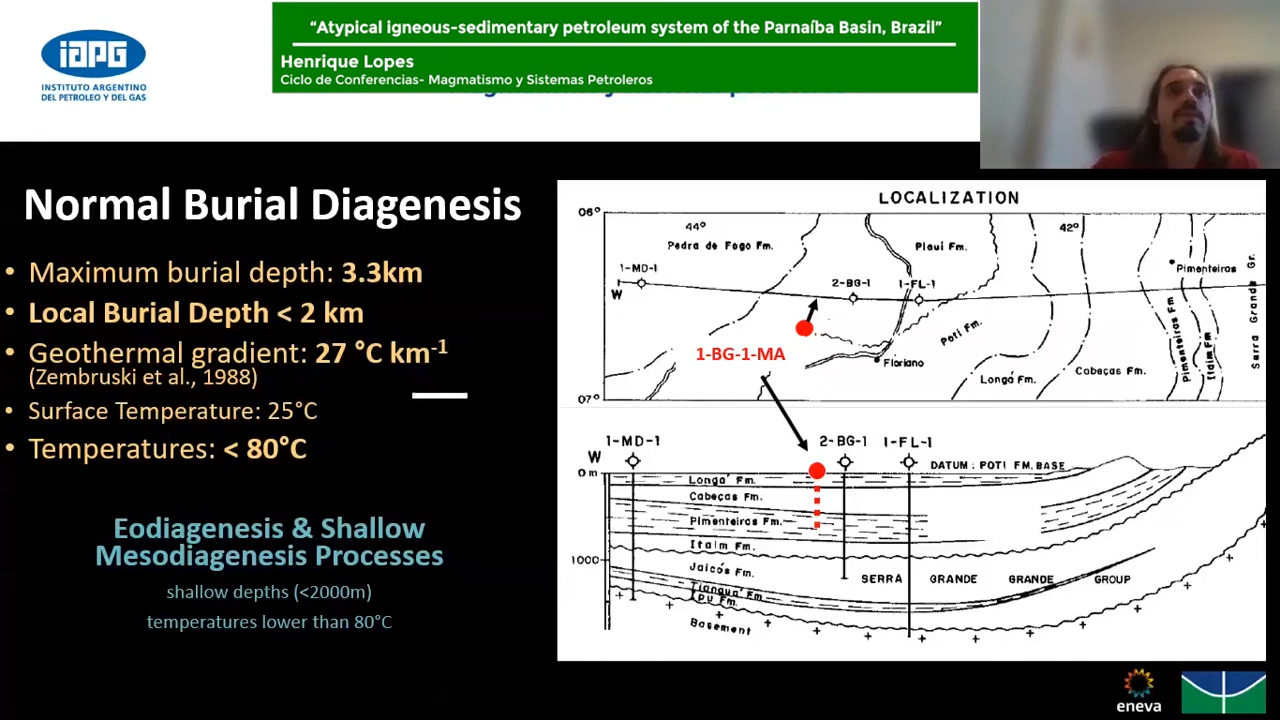 iAPG
INSTITUTO ARGENTINO
DEL PETROLEO Y DEL GAS
“Atypical igneous-sedimentary petroleum system of the Parnaíba Basin, Brazil”
Henrique Lopes
Ciclo de Conferencias- Magmatismo y Sistemas Petroleros
Normal Burial Diagenesis
• Maximum burial depth: 3.3km
• Local Burial Depth < 2 km
• Geothermal gradient: 27 °C km-1
(Zembruski et al., 1988)
• Surface Temperature: 25°C
• Temperatures: < 80°C
Eodiagenesis & Shallow
Mesodiagenesis Processes
shallow depths (<2000m)
temperatures lower than 80°C
LOCALIZATION
06°
44°
42°
Pedra de Fogo Fm.
Piauí Fm.
Pimenteiras
1-MD-1
2-BG-1
1-FL-1
W
1-BG-1-MA
Floriano
Poti Fm.
Longá Fm.
Cabeças Fm.
Pimenteiras Fm.
Itaim Fm.
Serra Grande Gr.
07°
1-MD-1
2-BG-1
1-FL-1
W
DATUM: POTI FM. BASE
0 m
Longá Fm.
Cabeças Fm.
Pimenteiras Fm.
Itaim Fm.
1000
Jaicós Fm.
SERRA GRANDE GRANDE GROUP
Tianguá Fm.
Ipu Fm.
Basement
eneva